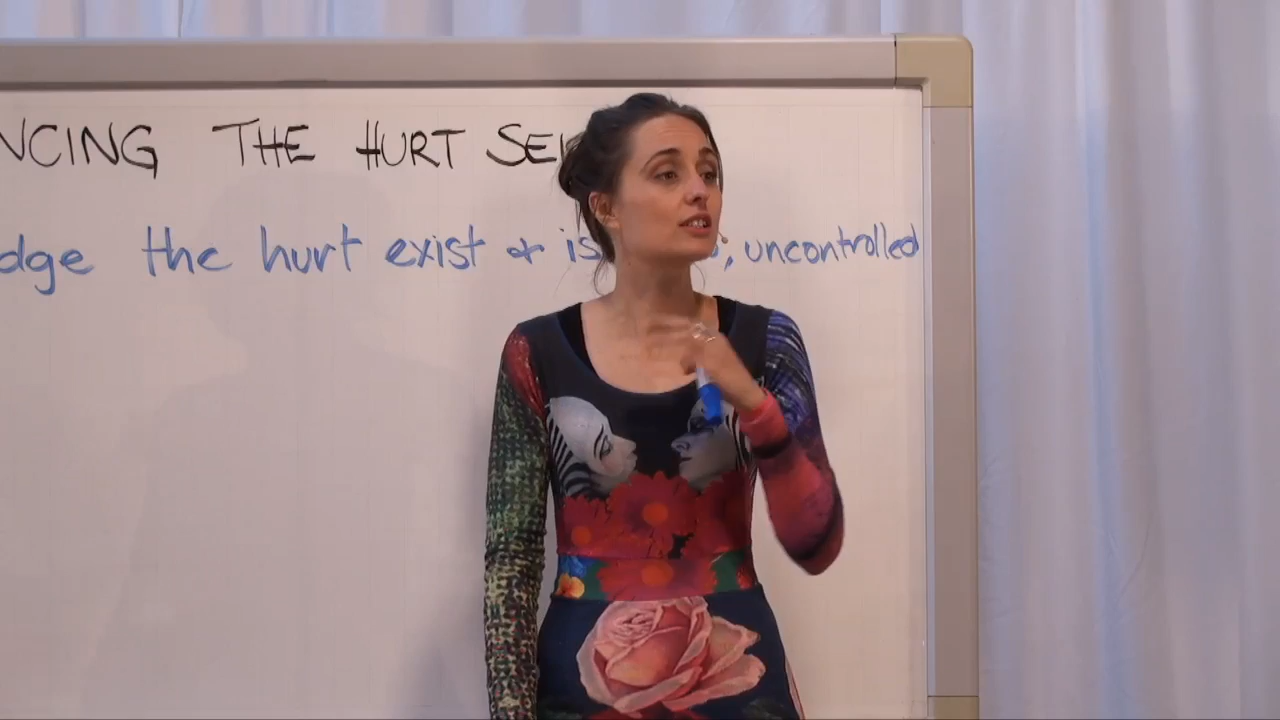 NCING THE HURT SEL
dge the hurt exist & is , uncontrolled